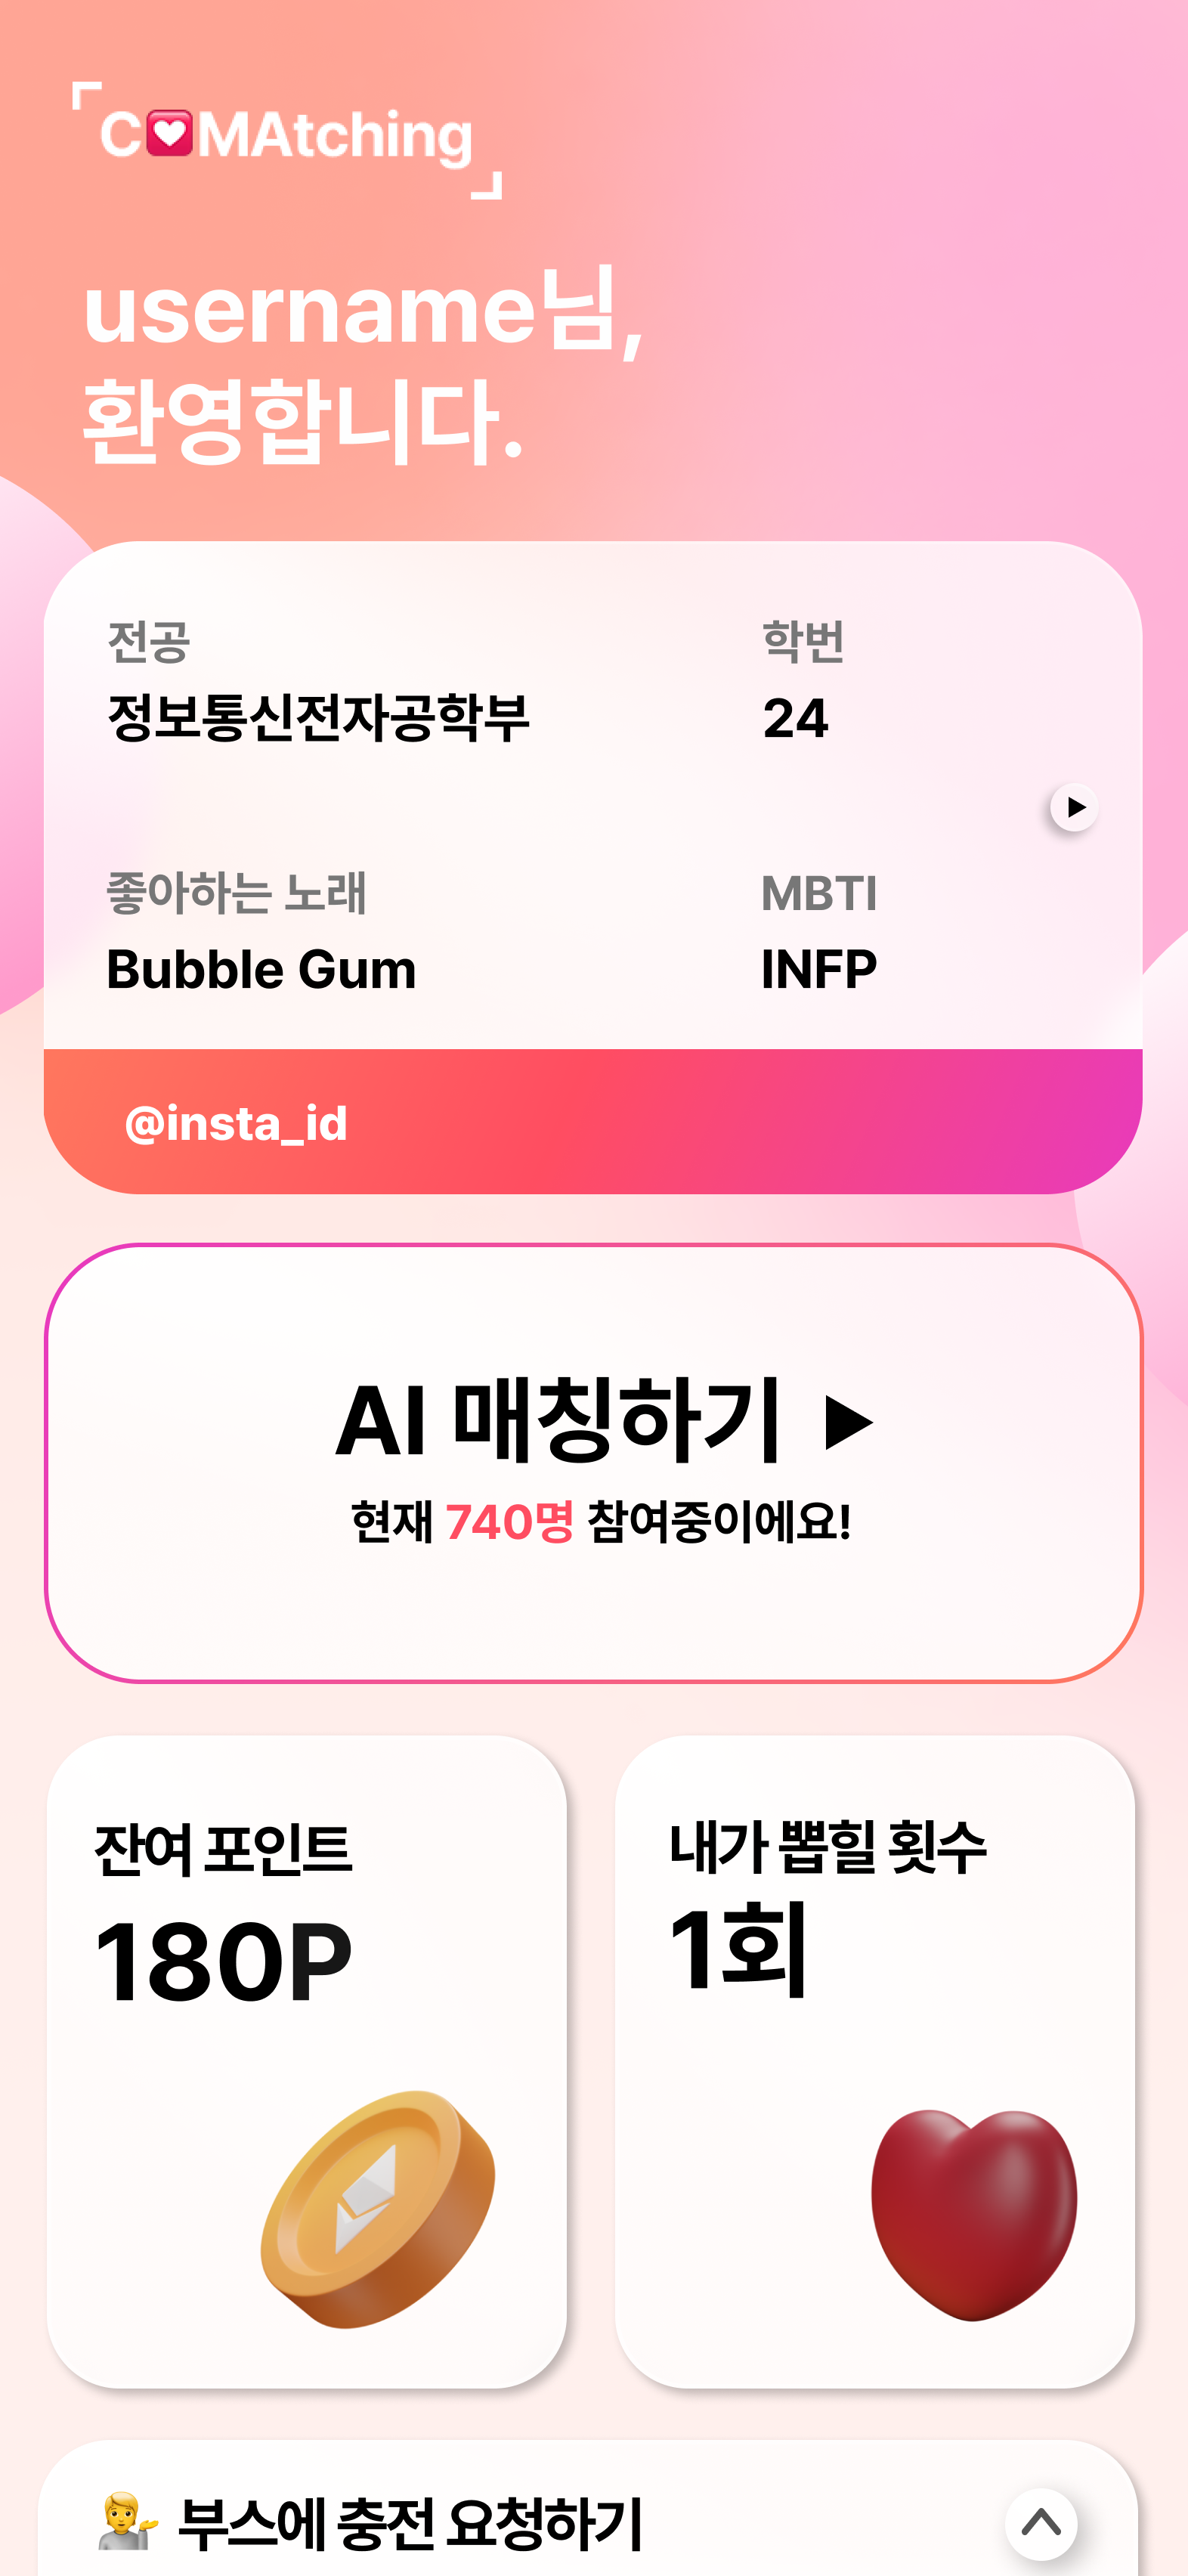 C💟MAtching
username님,
환영합니다.
전공 학번
정보통신전자공학부 24
좋아하는 노래 MBTI
Bubble Gum INFP
@insta_id
AI 매칭하기 ▶
현재 740명 참여중이에요!
잔여 포인트
180P
내가 뽑힐 횟수
1회
부스에 충전 요청하기